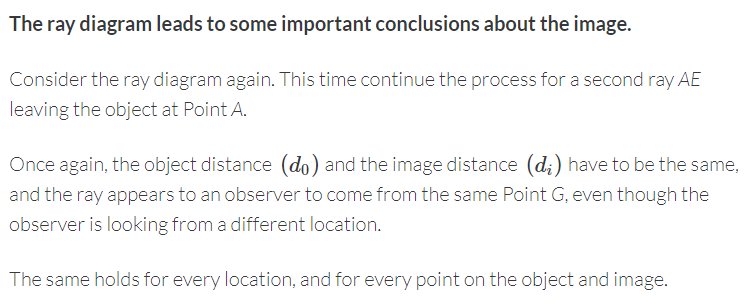 The ray diagram leads to some important conclusions about the image.
Consider the ray diagram again. This time continue the process for a second ray AE
leaving the object at Point A.
Once again, the object distance (d₀) and the image distance (dᵢ) have to be the same,
and the ray appears to an observer to come from the same Point G, even though the
observer is looking from a different location.
The same holds for every location, and for every point on the object and image.